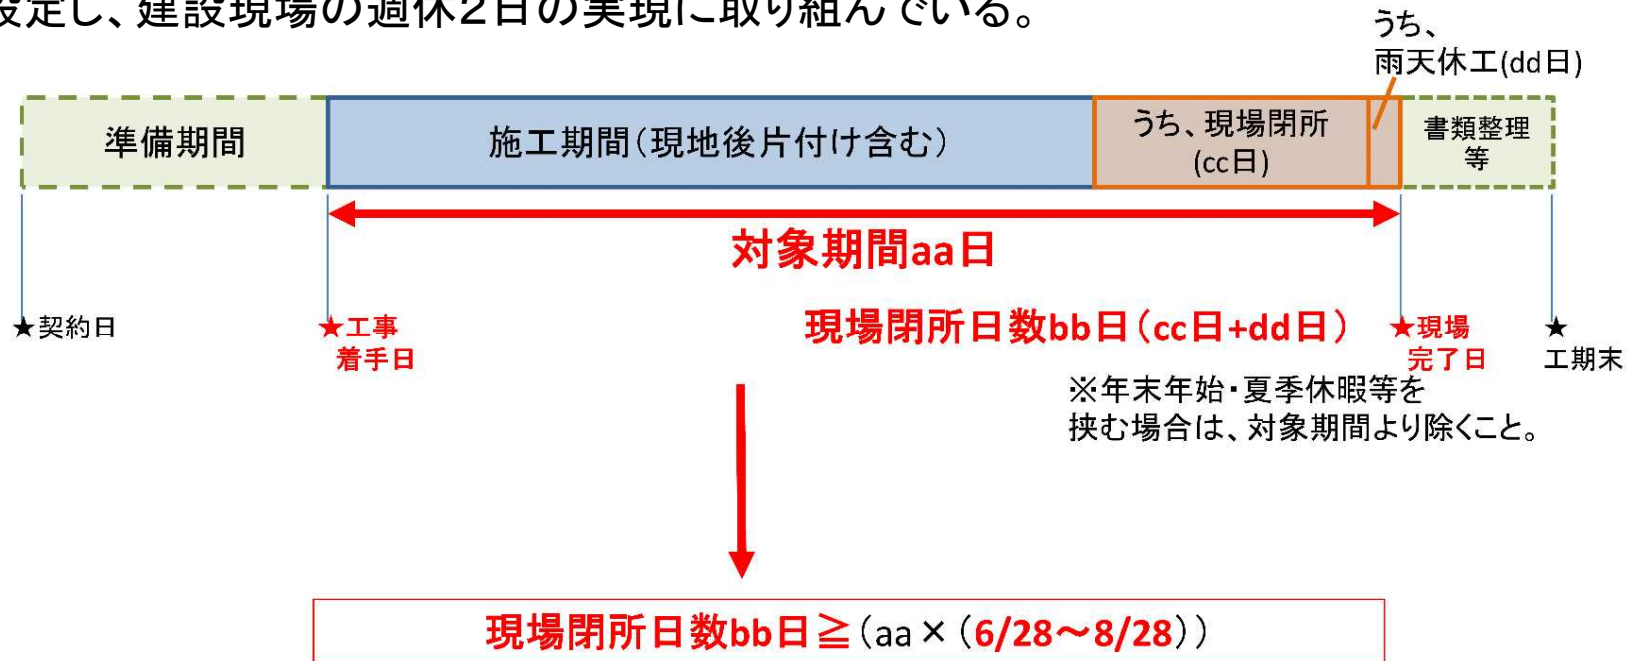 設定し、建設現場の週休2日の実現に取り組んでいる。
うち、
雨天休工(dd日)
準備期間
施工期間(現地後片付け含む)
うち、現場閉所
(cc日)
書類整理
等
対象期間aa日
現場閉所日数bb日(cc日+dd日)
★契約日
★工事
着手日
★現場
完了日
★
工期末
※年末年始・夏季休暇等を
挟む場合は、対象期間より除くこと。
現場閉所日数bb日≧(aa×(6/28～8/28))